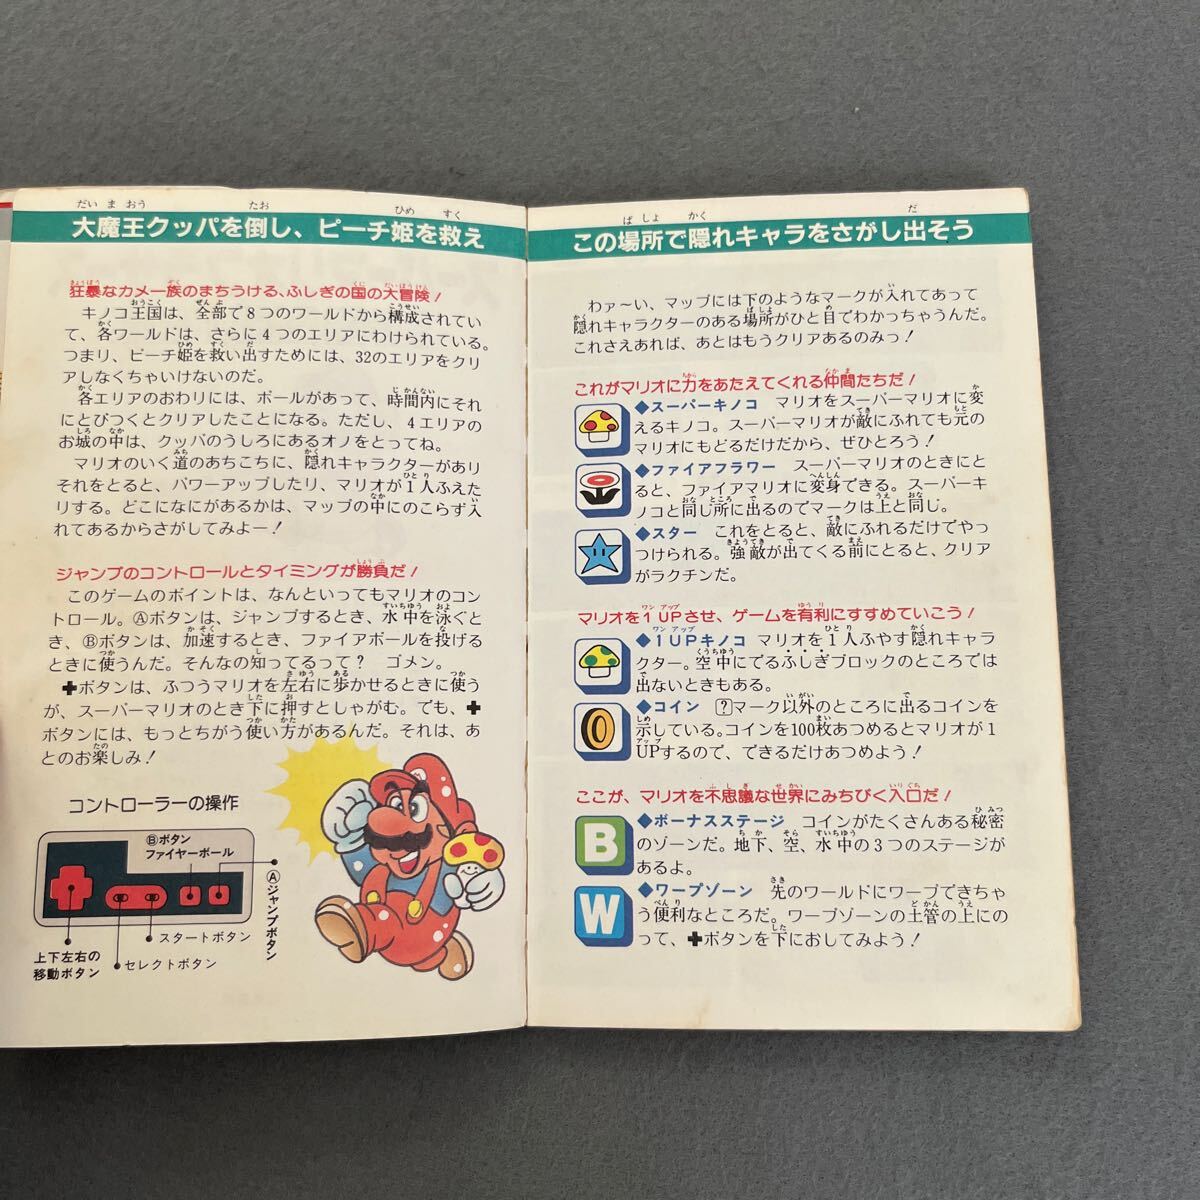 大魔王クッパを倒し、ピーチ姫を救え
狂暴なカメ一族のまちうける、ふしぎの国の大冒険!
キノコ王国は、全部で8つのワールドから構成されてい
て、各ワールドは、さらに4つのエリアにわけられている。
つまり、ピーチ姫を救い出すためには、32のエリアをクリ
アしなくちゃいけないのだ。
各エリアのおわりには、ポールがあって、時間内にそれ
にとびつくとクリアしたことになる。ただし、4エリアの
お城の中は、クッパのうしろにあるオノをとってね。
マリオのいく道のあちこちに、隠れキャラクターがあり
それをとると、パワーアップしたり、マリオが1人ふえた
りする。どこになにがあるかは、マップの中にのこらず入
れてあるからさがしてみよー!
ジャンプのコントロールとタイミングが勝負だ!
このゲームのポイントは、なんといってもマリオのコン
トロール。Ⓐボタンは、ジャンプするとき、水中を泳ぐと
き、Ⓑボタンは、加速するとき、ファイアボールを投げる
ときに使うんだ。そんなの知ってるって? ゴメン。
✚ボタンは、ふつうマリオを左右に歩かせるときに使う
が、スーパーマリオのとき下に押すとしゃがむ。でも、✚
ボタンには、もっとちがう使い方があるんだ。それは、あ
とのお楽しみ!
コントローラーの操作
Ⓑボタン
ファイヤーボール
Ⓐジャンプボタン
スタートボタン
セレクトボタン
上下左右の
移動ボタン
この場所で隠れキャラをさがし出そう
わァ〜い、マップには下のようなマークが入れてあって
隠れキャラクターのある場所がひと目でわかっちゃうんだ。
これさえあれば、あとはもうクリアあるのみっ!
これがマリオに力をあたえてくれる仲間たちだ!
◆スーパーキノコ マリオをスーパーマリオに変
えるキノコ。スーパーマリオが敵にふれても元の
マリオにもどるだけだから、ぜひとろう!
◆ファイアフラワー スーパーマリオのときにと
ると、ファイアマリオに変身できる。スーパーキ
ノコと同じ所に出るのでマークは上と同じ。
◆スター これをとると、敵にふれるだけでやっ
つけられる。強敵が出てくる前にとると、クリア
がラクチンだ。
マリオを1UPさせ、ゲームを有利にすすめていこう!
◆1UPキノコ マリオを1人ふやす隠れキャラ
クター。空中にでるふしぎブロックのところでは
出ないときもある。
◆コイン ?マーク以外のところに出るコインを
示している。コインを100枚あつめるとマリオが1
UPするので、できるだけあつめよう!
ここが、マリオを不思議な世界にみちびく入口だ!
B
◆ボーナスステージ コインがたくさんある秘密
のゾーンだ。地下、空、水中の3つのステージが
あるよ。
W
◆ワープゾーン 先のワールドにワープできちゃ
う便利なところだ。ワープゾーンの土管の上にの
って、✚ボタンを下におしてみよう!